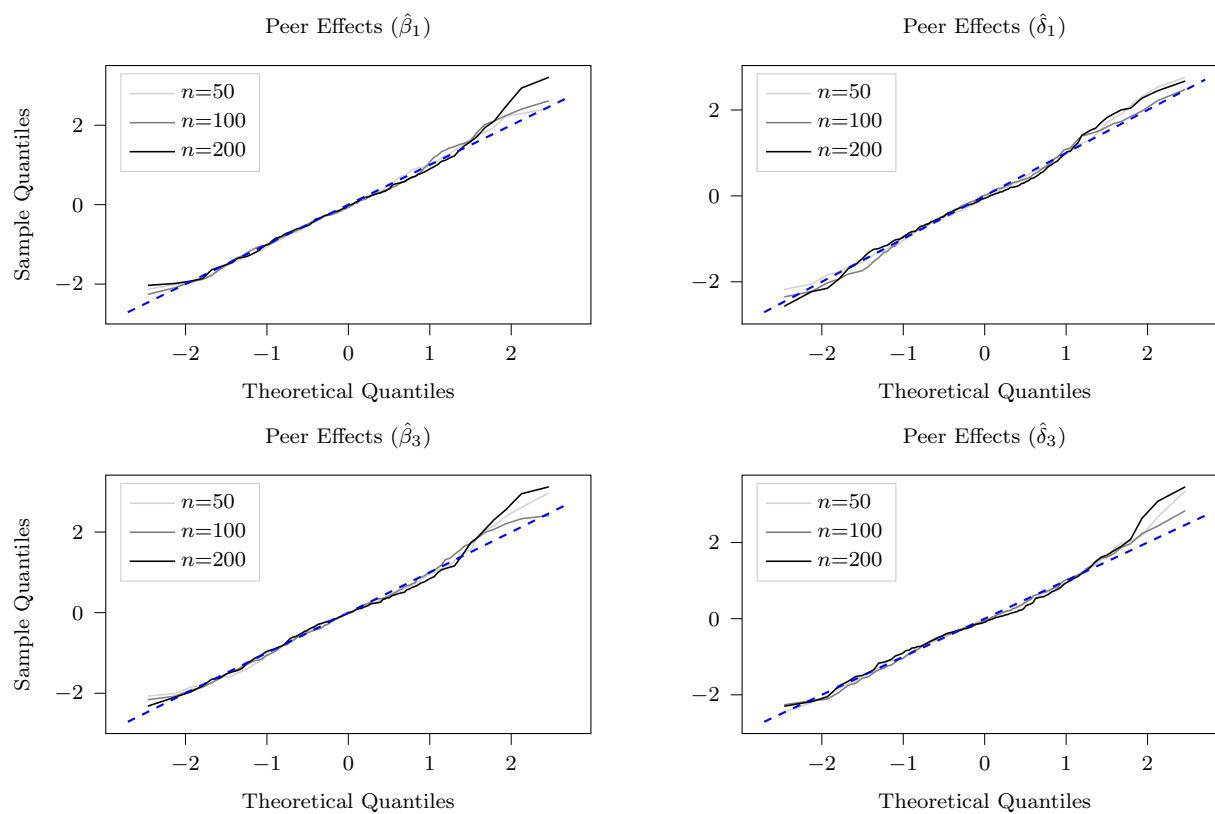 Peer Effects (β̂₁)
n=50
n=100
n=200
Sample Quantiles
2
0
−2
−2 −1 0 1 2
Theoretical Quantiles
Peer Effects (δ̂₁)
n=50
n=100
n=200
2
0
−2
−2 −1 0 1 2
Theoretical Quantiles
Peer Effects (β̂₃)
n=50
n=100
n=200
Sample Quantiles
2
0
−2
−2 −1 0 1 2
Theoretical Quantiles
Peer Effects (δ̂₃)
n=50
n=100
n=200
2
0
−2
−2 −1 0 1 2
Theoretical Quantiles